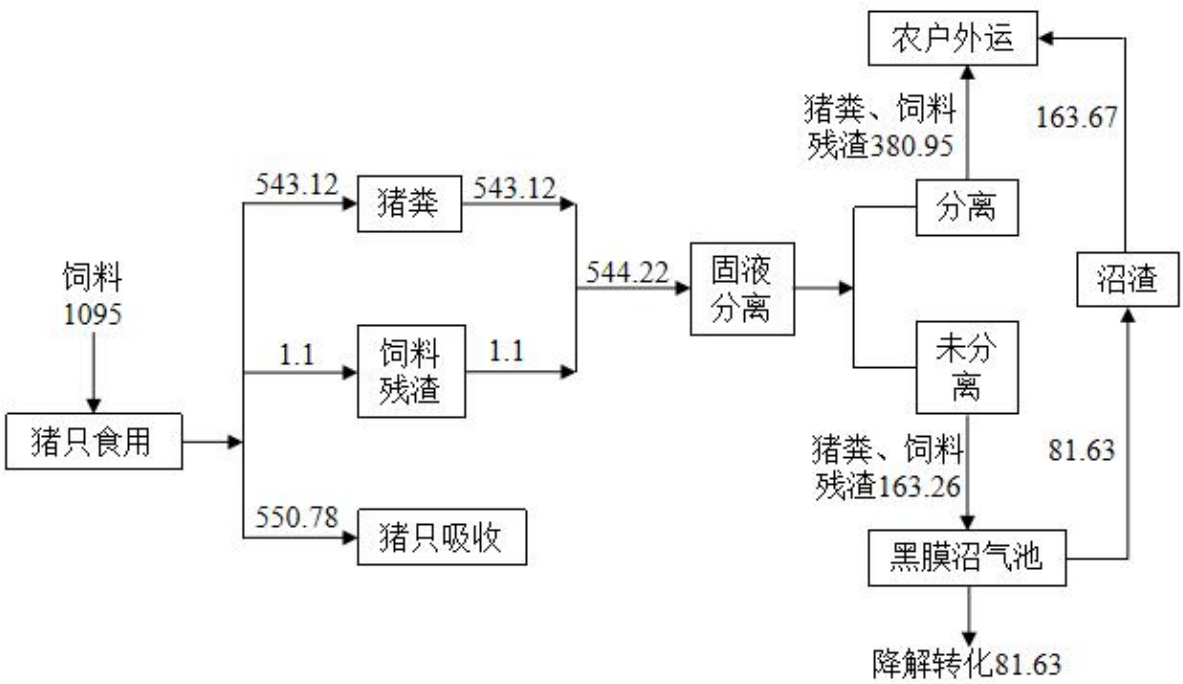 农户外运
猪粪、饲料
残渣380.95
163.67
543.12
猪粪
543.12
分离
饲料
1095
544.22
固液
分离
沼渣
1.1
饲料
残渣
1.1
未分
离
猪只食用
猪粪、饲料
残渣163.26
81.63
550.78
猪只吸收
黑膜沼气池
降解转化81.63